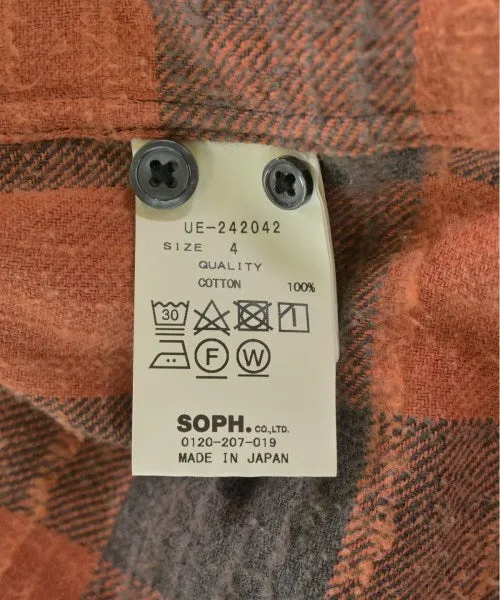 UE-242042
SIZE 4
QUALITY
COTTON 100%
30
F W
SOPH.CO.,LTD.
0120-207-019
MADE IN JAPAN